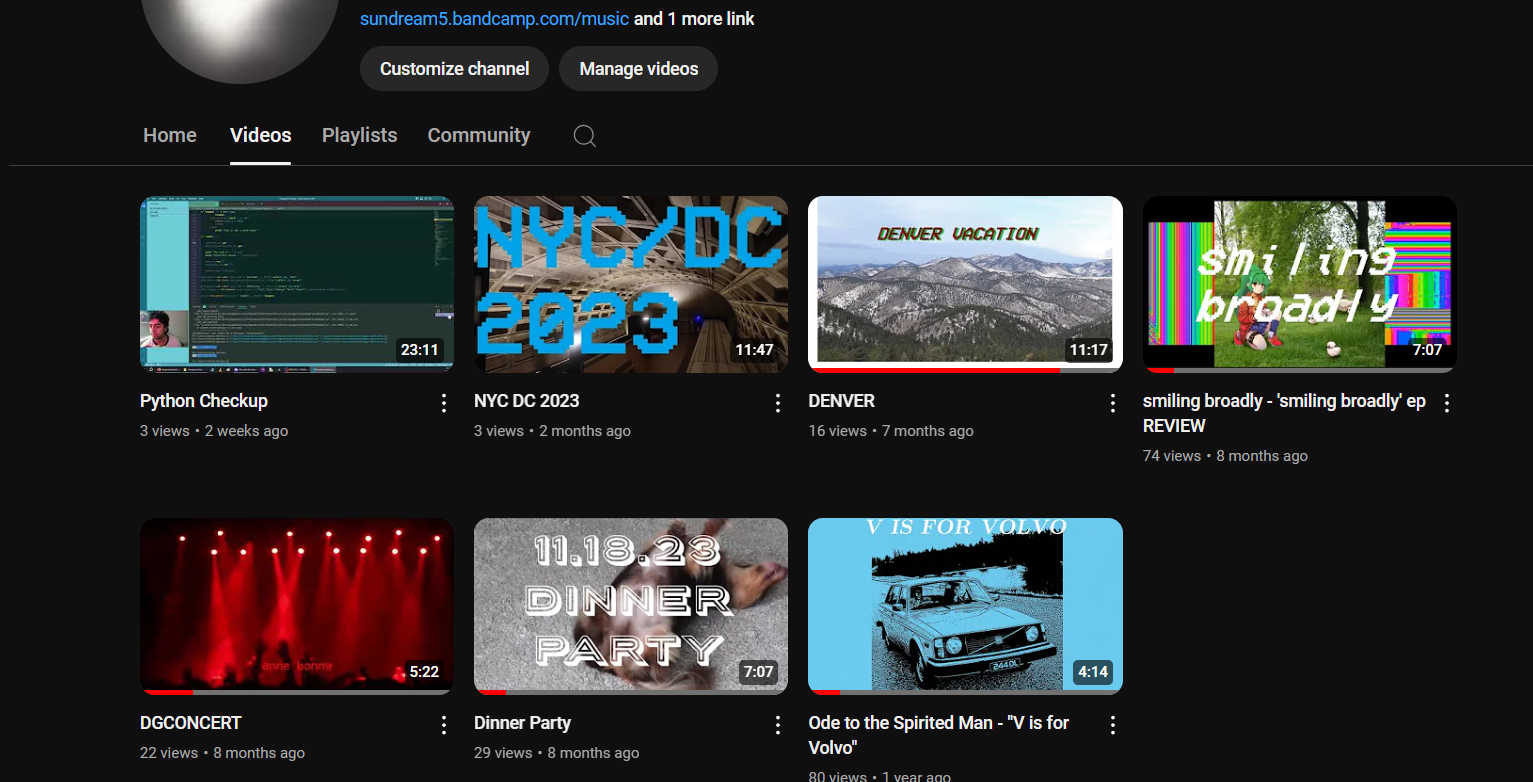 sundream5.bandcamp.com/music and 1 more link
Customize channel
Manage videos
Home
Videos
Playlists
Community
23:11
NYC/DC
2023
11:47
DENVER VACATION
11:17
smiling
broadly
7:07
Python Checkup
3 views • 2 weeks ago
NYC DC 2023
3 views • 2 months ago
DENVER
16 views • 7 months ago
smiling broadly - 'smiling broadly' ep
REVIEW
74 views • 8 months ago
anne bonny
5:22
11.18.23
DINNER
PARTY
7:07
V IS FOR VOLVO
244 DL
4:14
DGCONCERT
22 views • 8 months ago
Dinner Party
29 views • 8 months ago
Ode to the Spirited Man - "V is for
Volvo"
80 views • 1 year ago